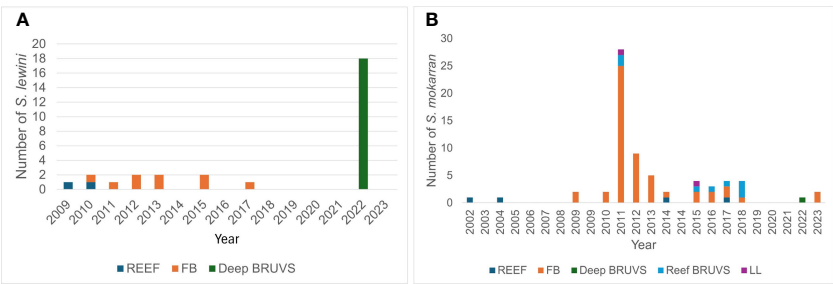 A
Number of S. lewini
20
18
16
14
12
10
8
6
4
2
0
2009 2010 2011 2012 2013 2014 2015 2016 2017 2018 2019 2020 2021 2022 2023
Year
REEF FB Deep BRUVS
B
Number of S. mokarran
30
25
20
15
10
5
0
2002 2003 2004 2005 2006 2007 2008 2009 2009 2010 2011 2012 2013 2014 2014 2015 2016 2017 2018 2019 2020 2021 2022 2023
Year
REEF FB Deep BRUVS Reef BRUVS LL